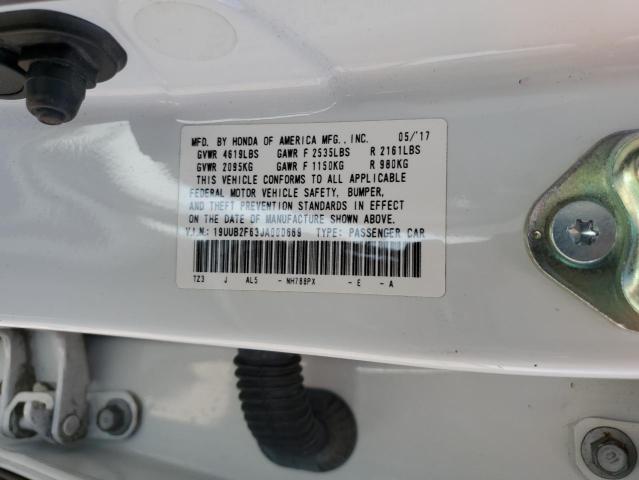 MFD. BY HONDA OF AMERICA MFG., INC. 05/'17
GVWR 4619LBS GAWR F 2535LBS R 2161LBS
GVWR 2095KG GAWR F 1150KG R 980KG
THIS VEHICLE CONFORMS TO ALL APPLICABLE
FEDERAL MOTOR VEHICLE SAFETY, BUMPER,
AND THEFT PREVENTION STANDARDS IN EFFECT
ON THE DATE OF MANUFACTURE SHOWN ABOVE.
V.I.N.: 19UUB2F63JA000669 TYPE: PASSENGER CAR
TZ3 J AL5 - NH788PX - E - A